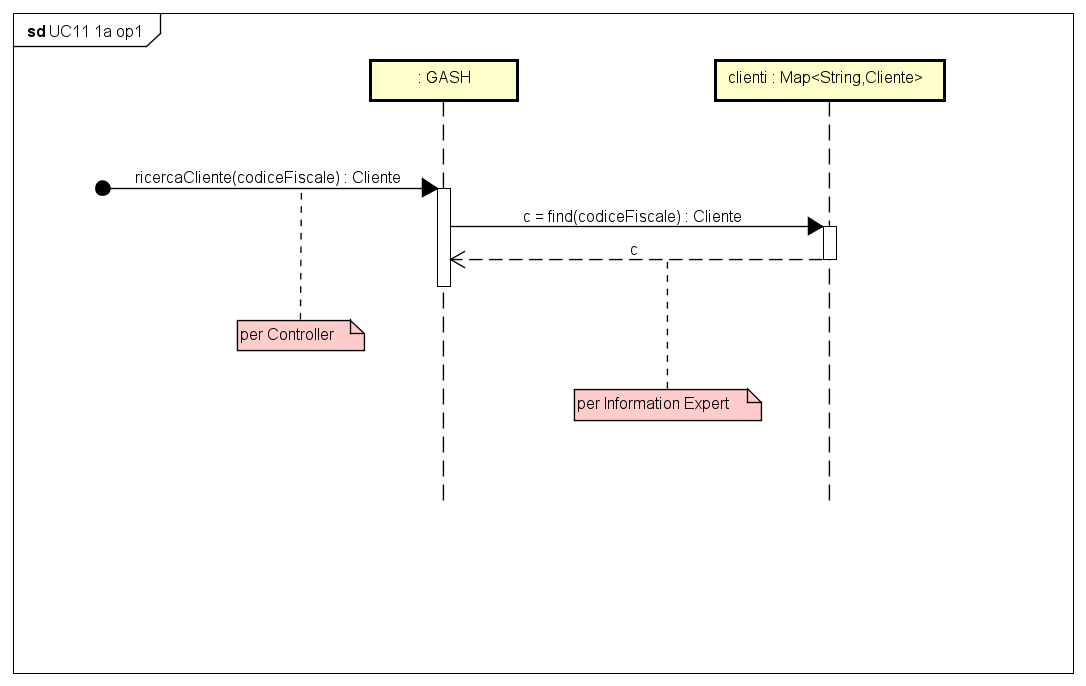 sd UC11 1a op1
: GASH
clienti : Map<String,Cliente>
ricercaCliente(codiceFiscale) : Cliente
c = find(codiceFiscale) : Cliente
c
per Controller
per Information Expert